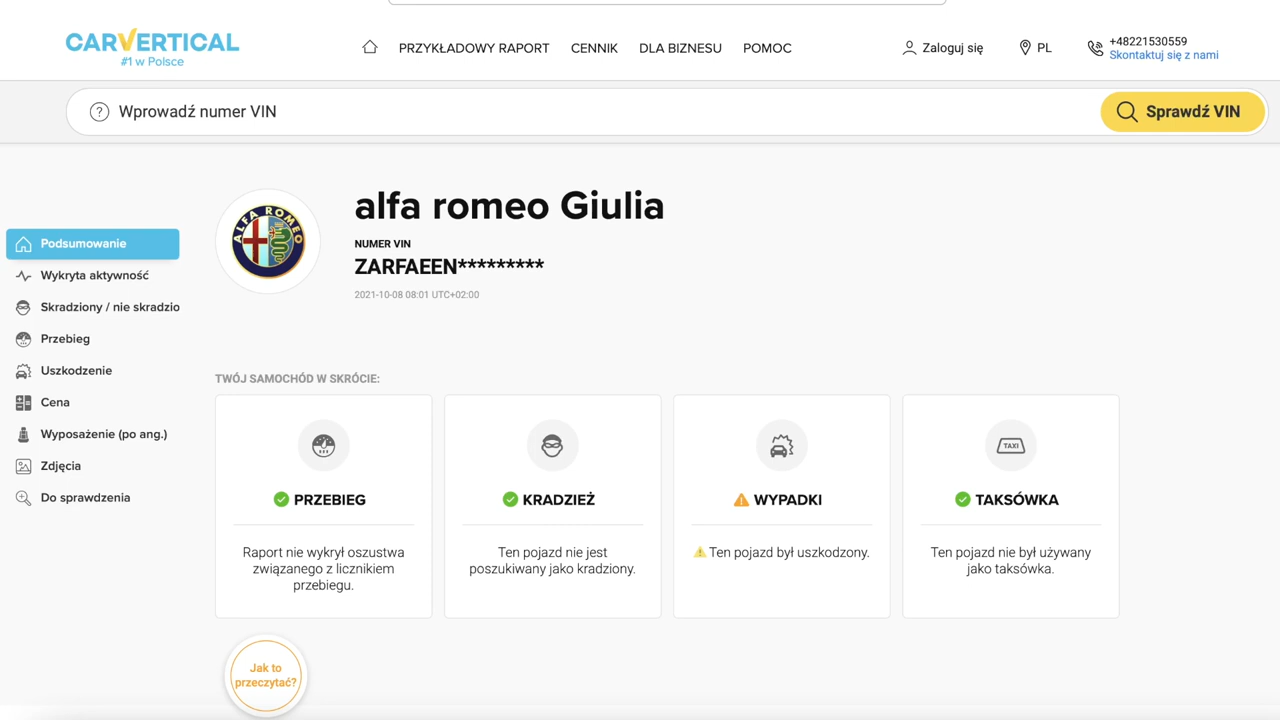 CARVERTICAL
#1 w Polsce
PRZYKŁADOWY RAPORT
CENNIK
DLA BIZNESU
POMOC
Zaloguj się
PL
+48221530559
Skontaktuj się z nami
? Wprowadź numer VIN
Sprawdź VIN
ALFA ROMEO
alfa romeo Giulia
NUMER VIN
ZARFAEEN*********
2021-10-08 08:01 UTC+02:00
Podsumowanie
Wykryta aktywność
Skradziony / nie skradzio
Przebieg
Uszkodzenie
Cena
Wyposażenie (po ang.)
Zdjęcia
Do sprawdzenia
TWÓJ SAMOCHÓD W SKRÓCIE:
PRZEBIEG
Raport nie wykrył oszustwa
związanego z licznikiem
przebiegu.
KRADZIEŻ
Ten pojazd nie jest
poszukiwany jako kradziony.
WYPADKI
Ten pojazd był uszkodzony.
TAXI
TAKSÓWKA
Ten pojazd nie był używany
jako taksówka.
Jak to
przeczytać?